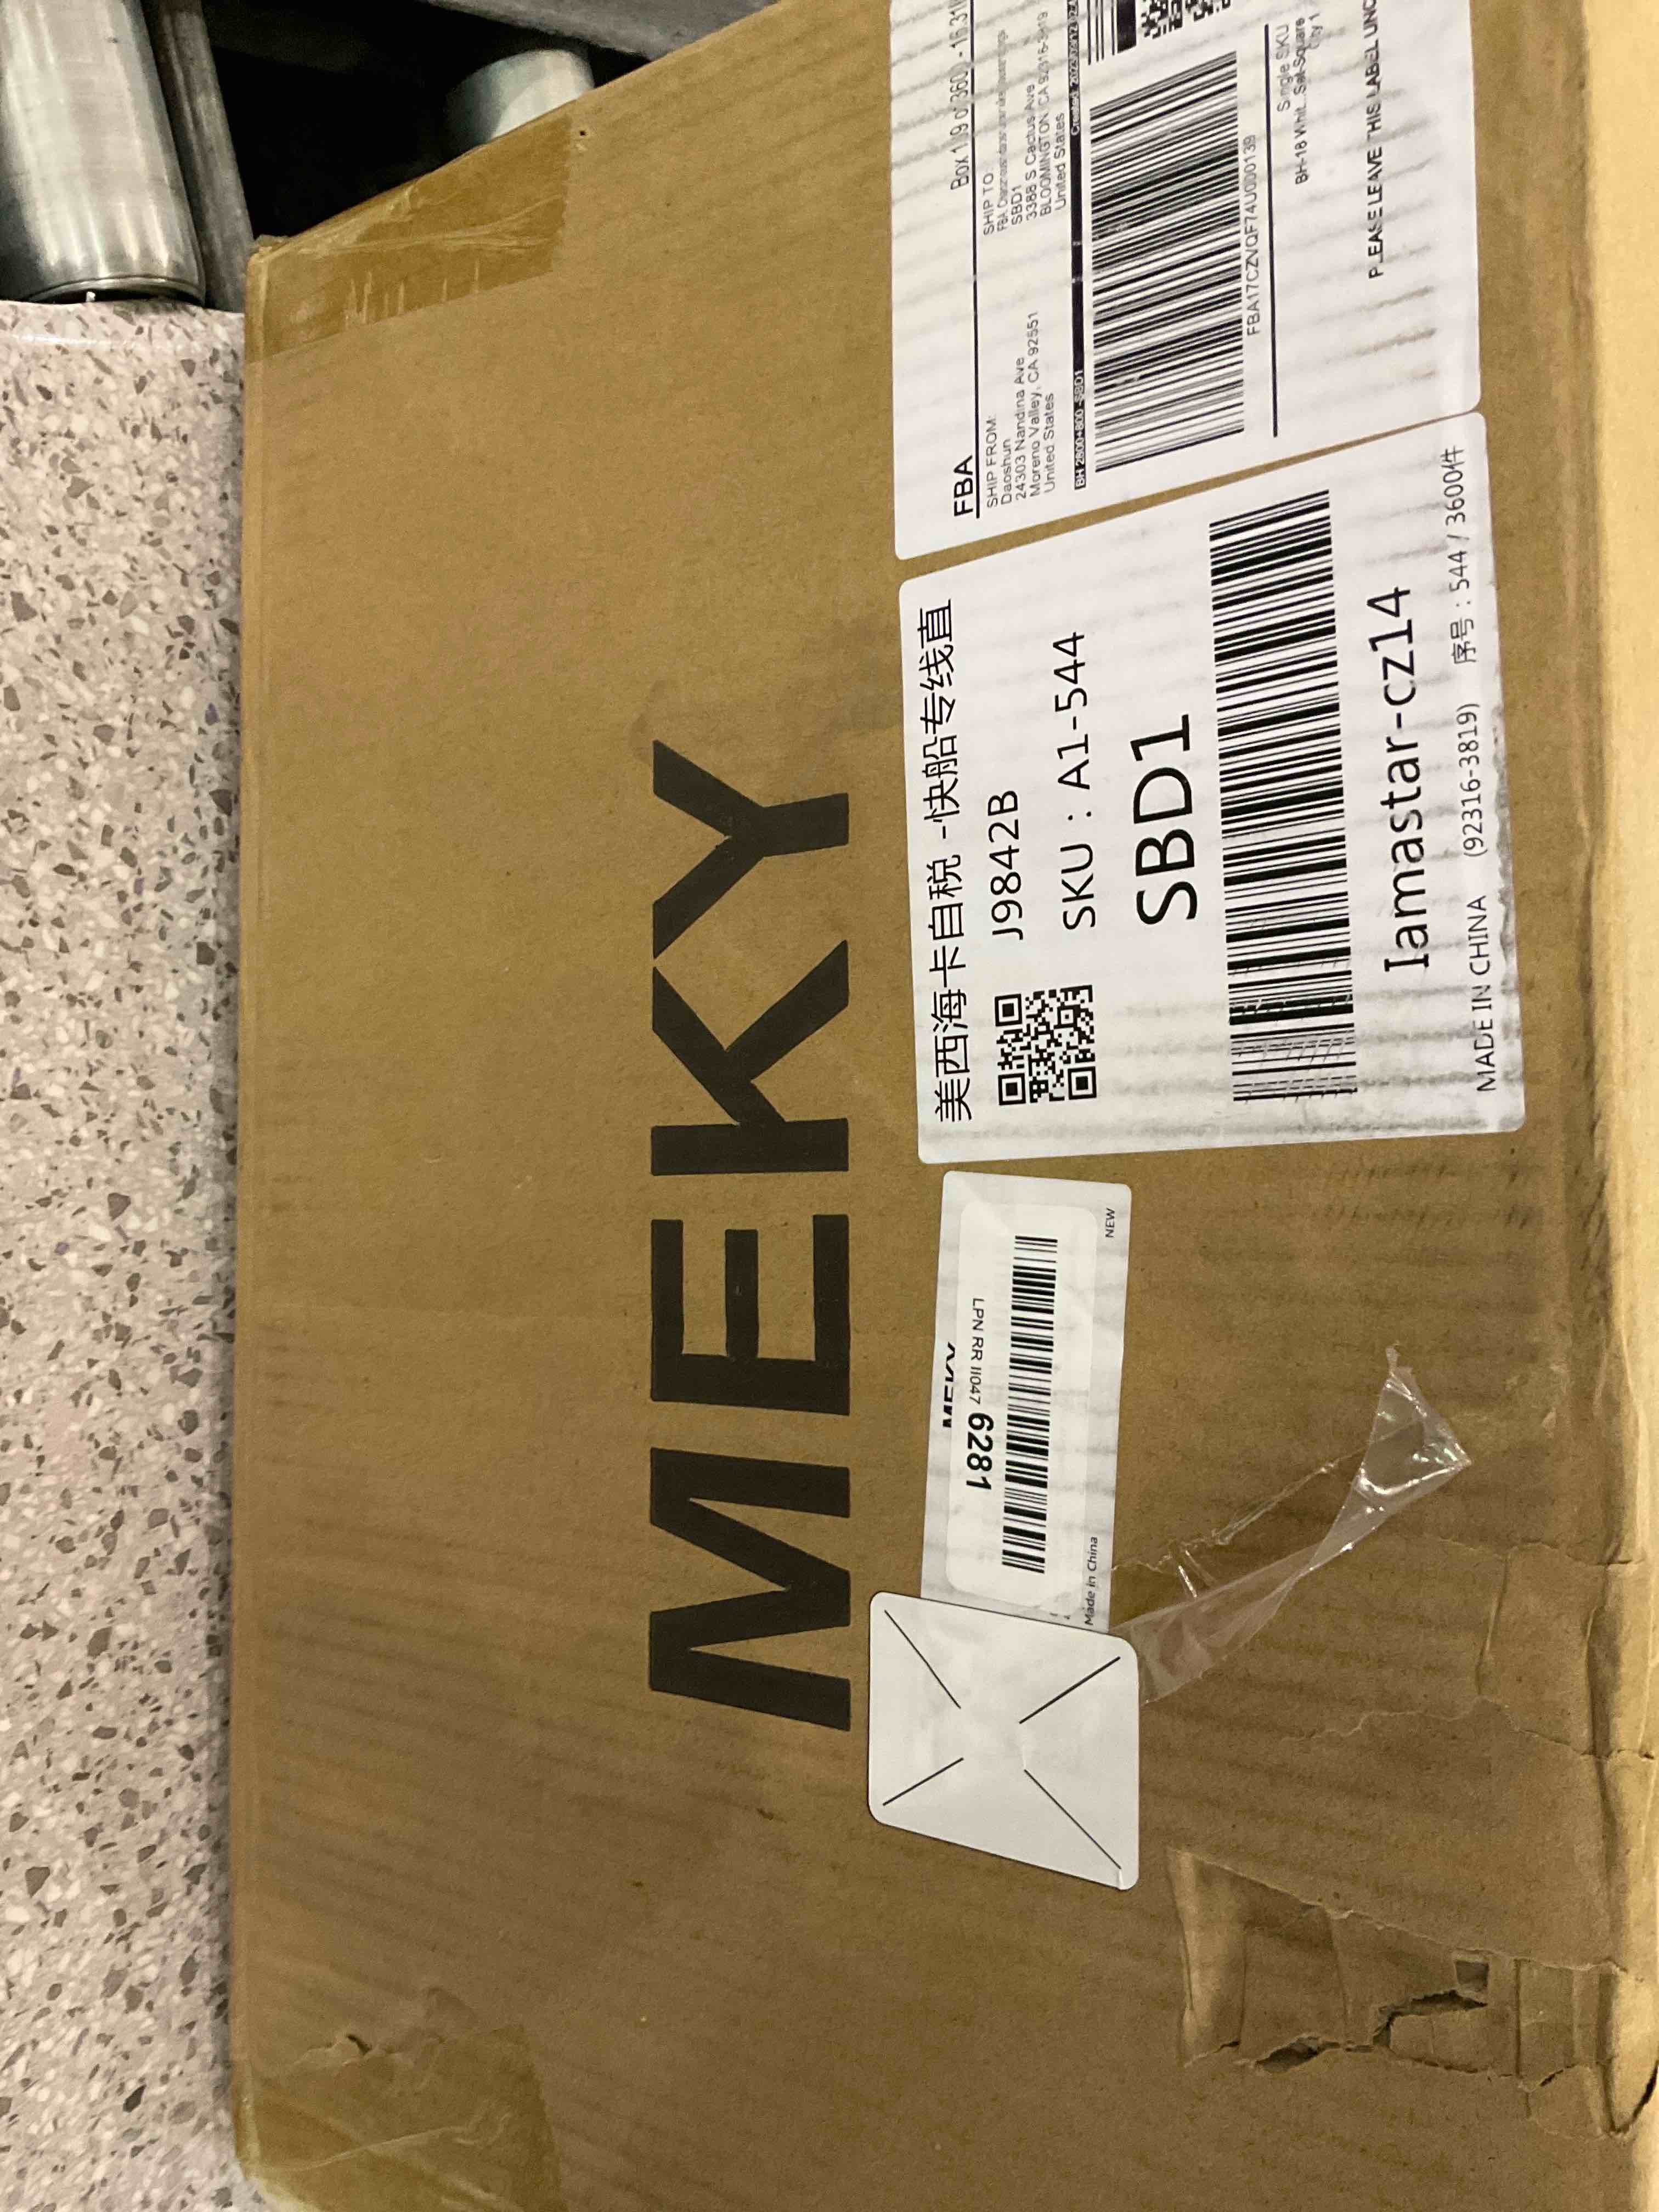 MEKY
FBA
SHIP FROM:
Daoshun
24303 Nandina Ave
Moreno Valley, CA 92551
United States
SHIP TO:
SBD1
3388 S Cactus Ave
BLOOMINGTON, CA 92316-3819
United States
FBA17CZVQF74U000139
Single SKU
PLEASE LEAVE THIS LABEL UNC
美西海卡自税 -快船专线直
J9842B
SKU : A1-544
SBD1
Iamastar-cz14
MADE IN CHINA (92316-3819) 序号 : 544 / 3600件
LPN RR II047 6281
NEW
Made in China